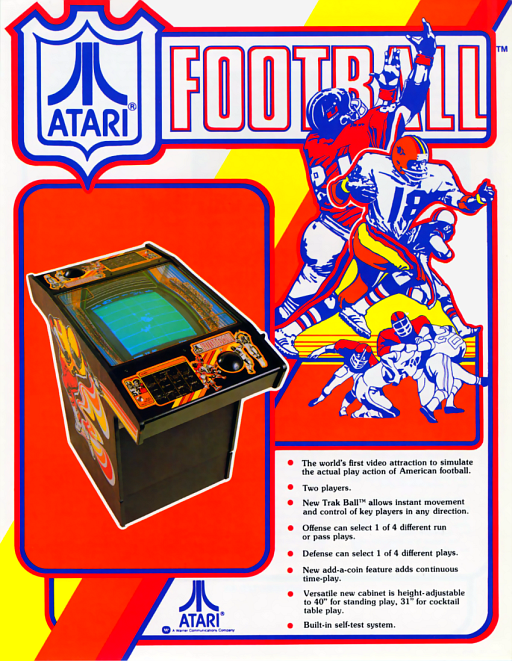 ATARI®
FOOTBALL™
18
• The world's first video attraction to simulate
the actual play action of American football.
• Two players.
• New Trak Ball™ allows instant movement
and control of key players in any direction.
• Offense can select 1 of 4 different run
or pass plays.
• Defense can select 1 of 4 different plays.
• New add-a-coin feature adds continuous
time-play.
• Versatile new cabinet is height-adjustable
to 40" for standing play, 31" for cocktail
table play.
• Built-in self-test system.
ATARI®
A Warner Communications Company